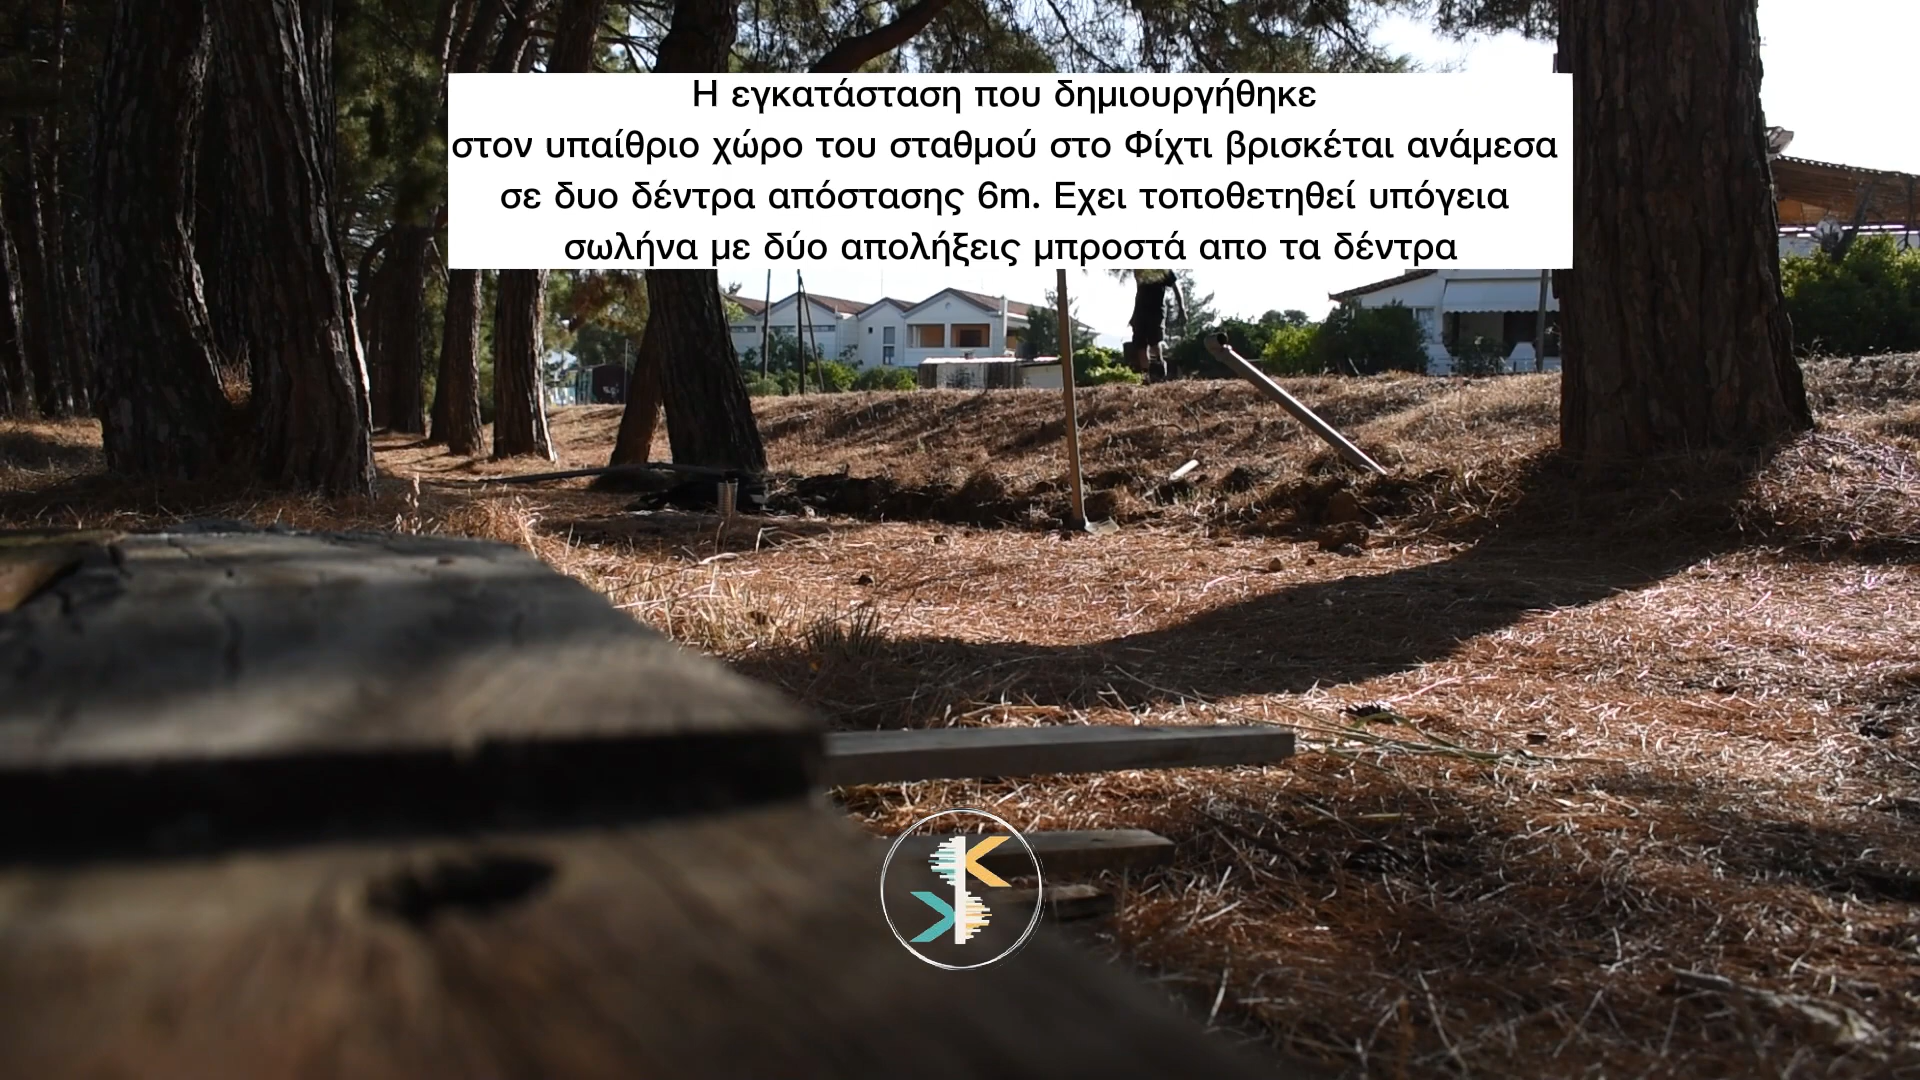 Η εγκατάσταση που δημιουργήθηκε
στον υπαίθριο χώρο του σταθμού στο Φίχτι βρισκέται ανάμεσα
σε δυο δέντρα απόστασης 6m. Εχει τοποθετηθεί υπόγεια
σωλήνα με δύο απολήξεις μπροστά απο τα δέντρα